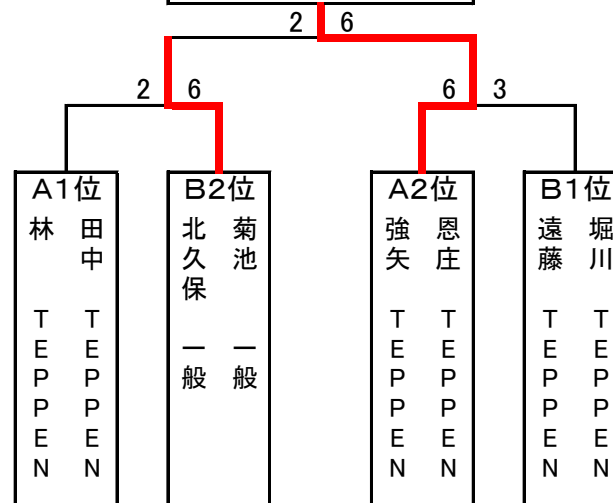 2 6
2 6
6 3
A1位
田中 TEPPEN
林 TEPPEN
B2位
菊池 一般
北久保 一般
A2位
恩庄 TEPPEN
強矢 TEPPEN
B1位
堀川 TEPPEN
遠藤 TEPPEN